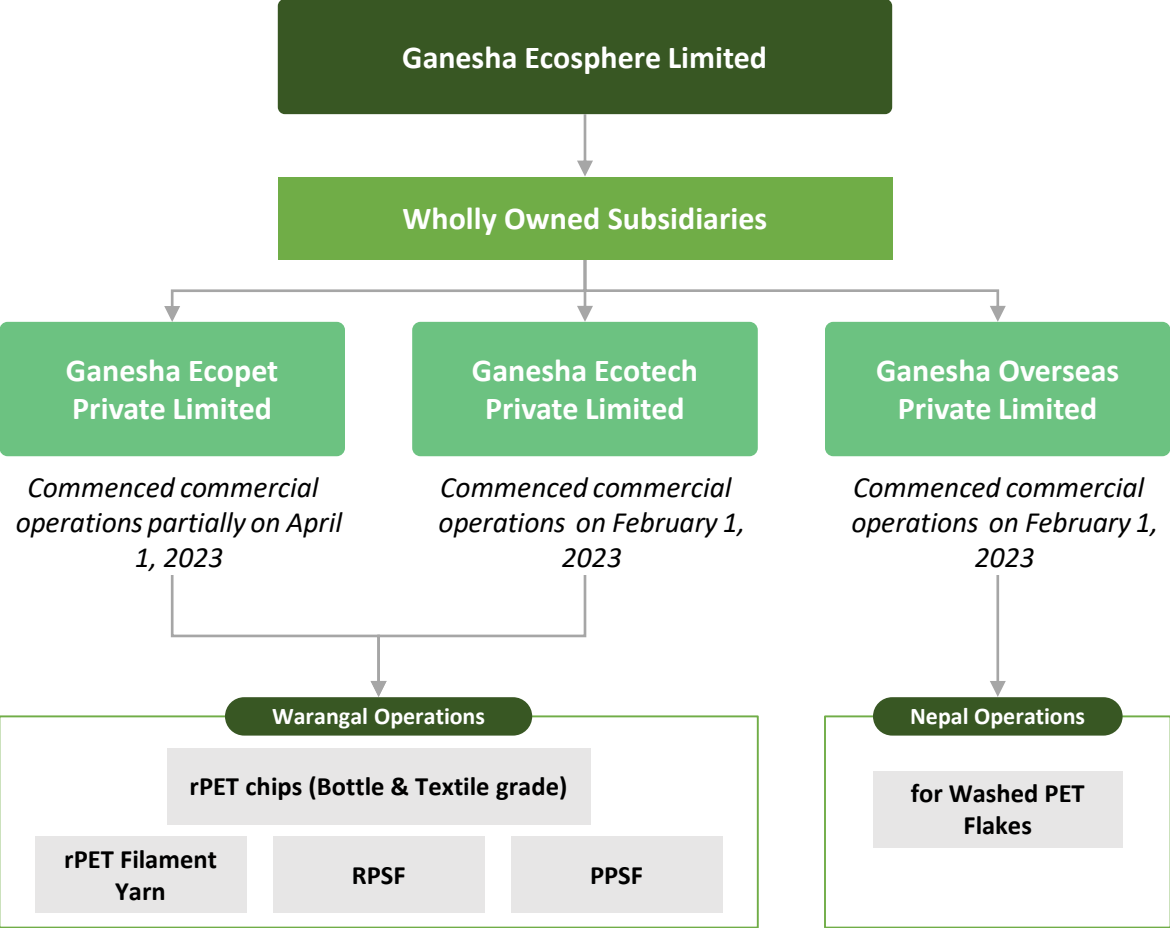 Ganesha Ecosphere Limited
Wholly Owned Subsidiaries
Ganesha Ecopet
Private Limited
Commenced commercial
operations partially on April
1, 2023
Ganesha Ecotech
Private Limited
Commenced commercial
operations on February 1,
2023
Ganesha Overseas
Private Limited
Commenced commercial
operations on February 1,
2023
Warangal Operations
rPET chips (Bottle & Textile grade)
rPET Filament
Yarn
RPSF
PPSF
Nepal Operations
for Washed PET
Flakes